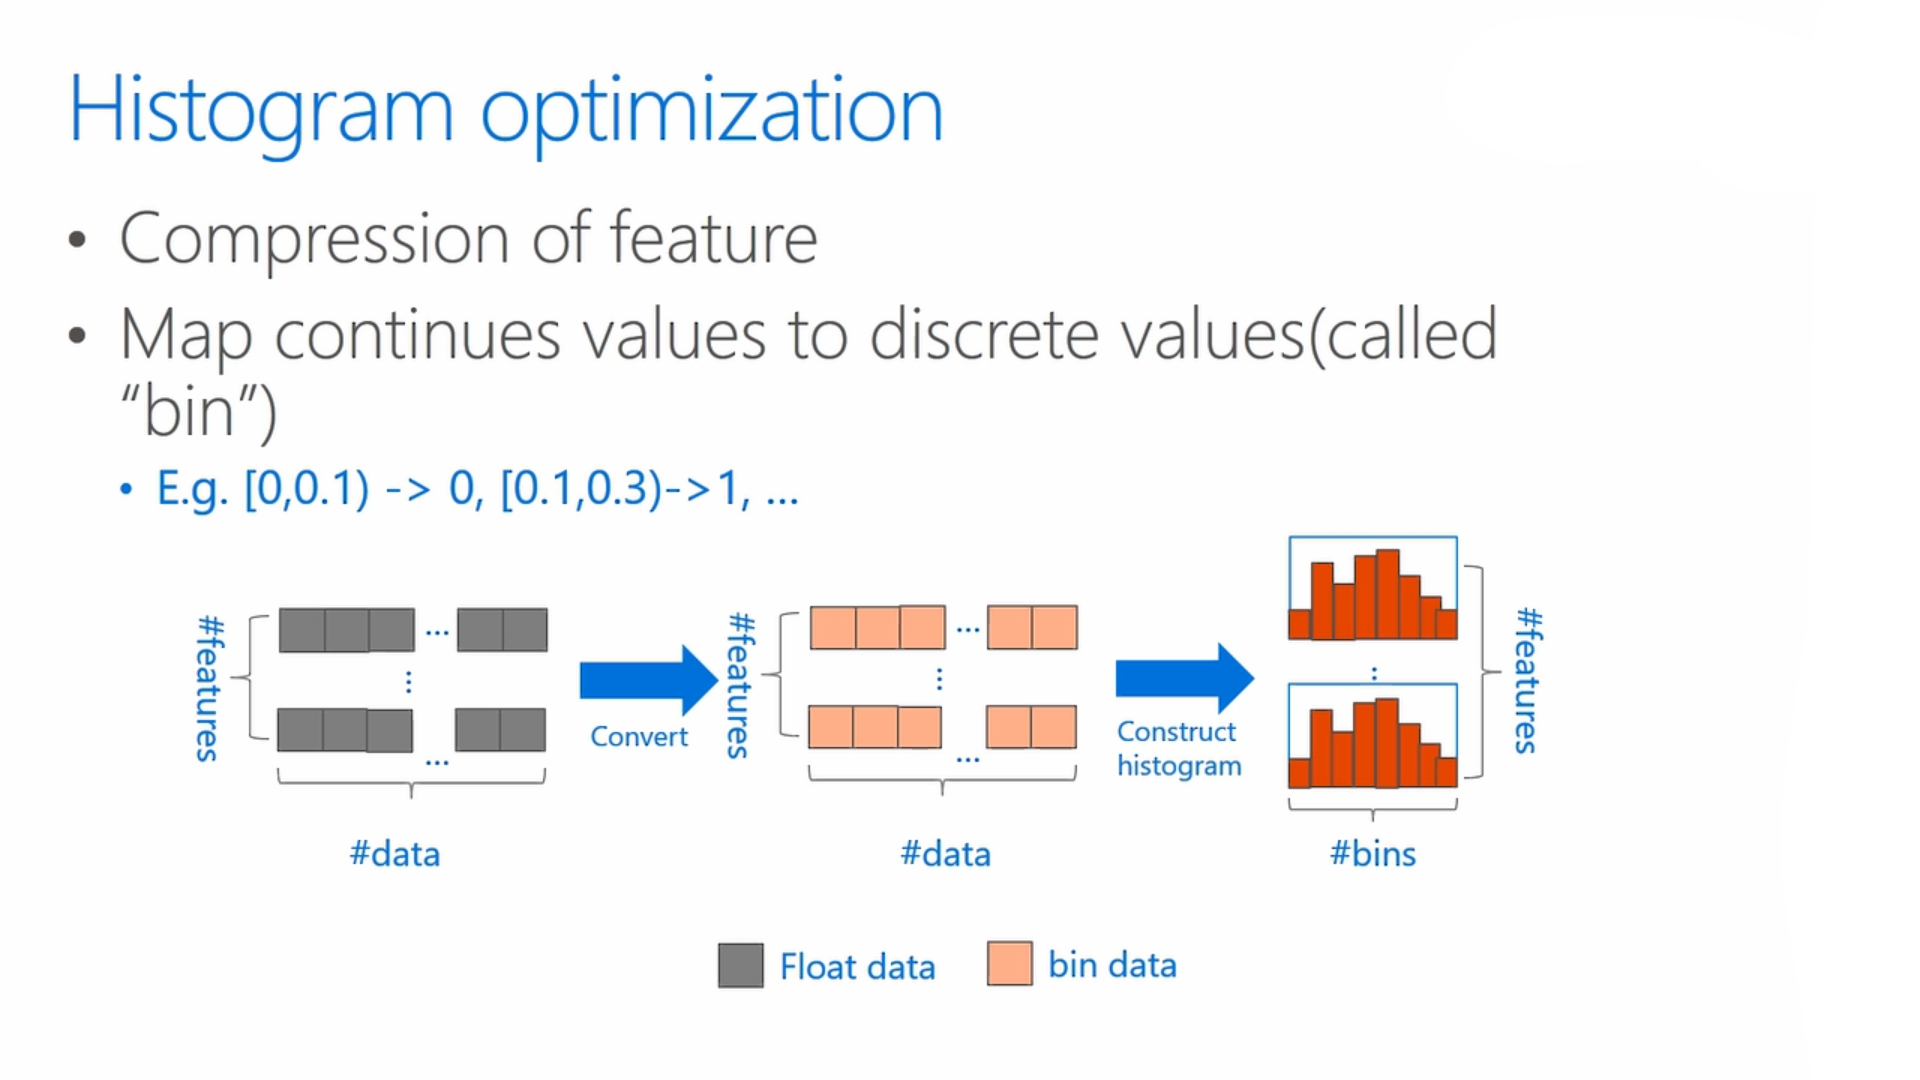 Histogram optimization
• Compression of feature
• Map continues values to discrete values(called
“bin”)
• E.g. [0,0.1) -> 0, [0.1,0.3)->1, ...
#features
...
...
#data
Convert
#features
...
...
#data
Construct
histogram
#features
#bins
Float data
bin data